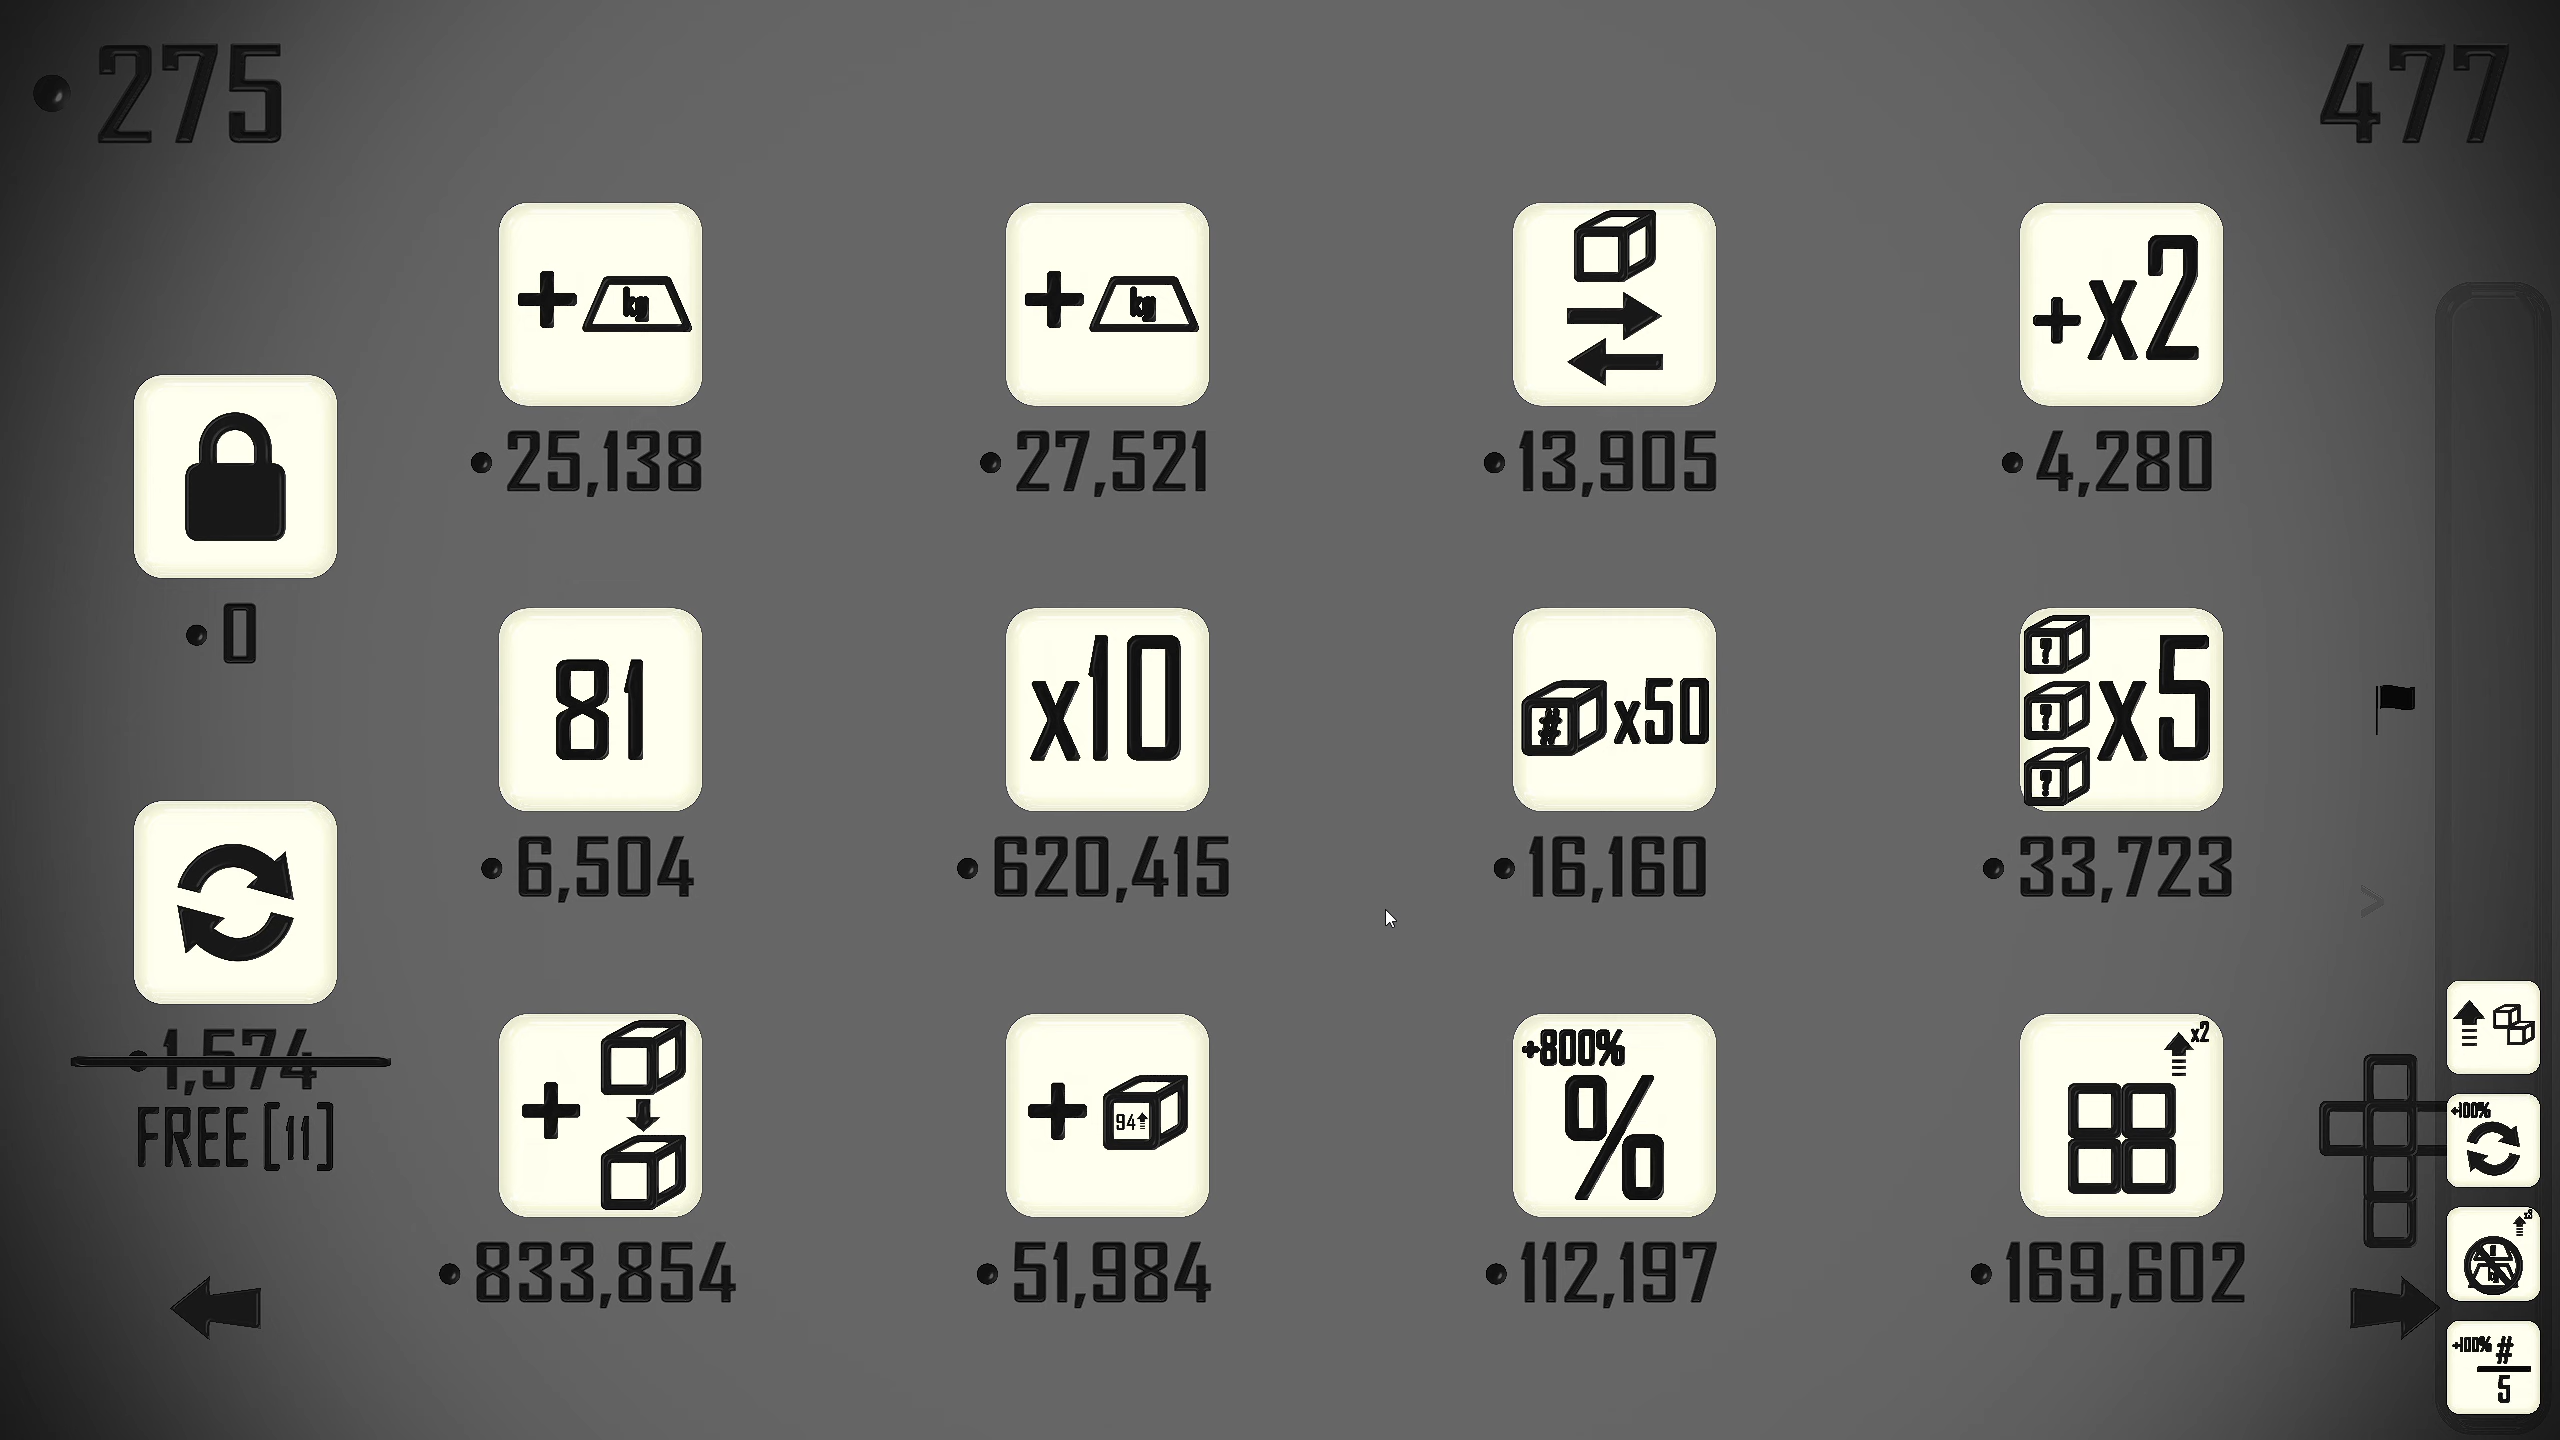 275
477
+ kg
+ kg
+x2
25,138
27,521
13,905
4,280
0
81
x10
# x50
? ? ? x5
6,504
620,415
16,160
33,723
1,574
FREE [11]
+
+ 94
+800%
%
x2
833,854
51,984
112,197
169,602
>
+100%
x3
+100% #
5